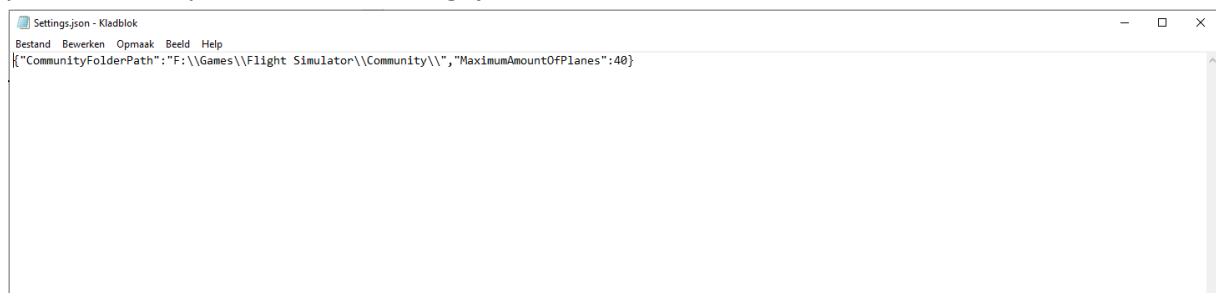 Settings.json - Kladblok
Bestand Bewerken Opmaak Beeld Help
{"CommunityFolderPath":"F:\\Games\\Flight Simulator\\Community\\","MaximumAmountOfPlanes":40}